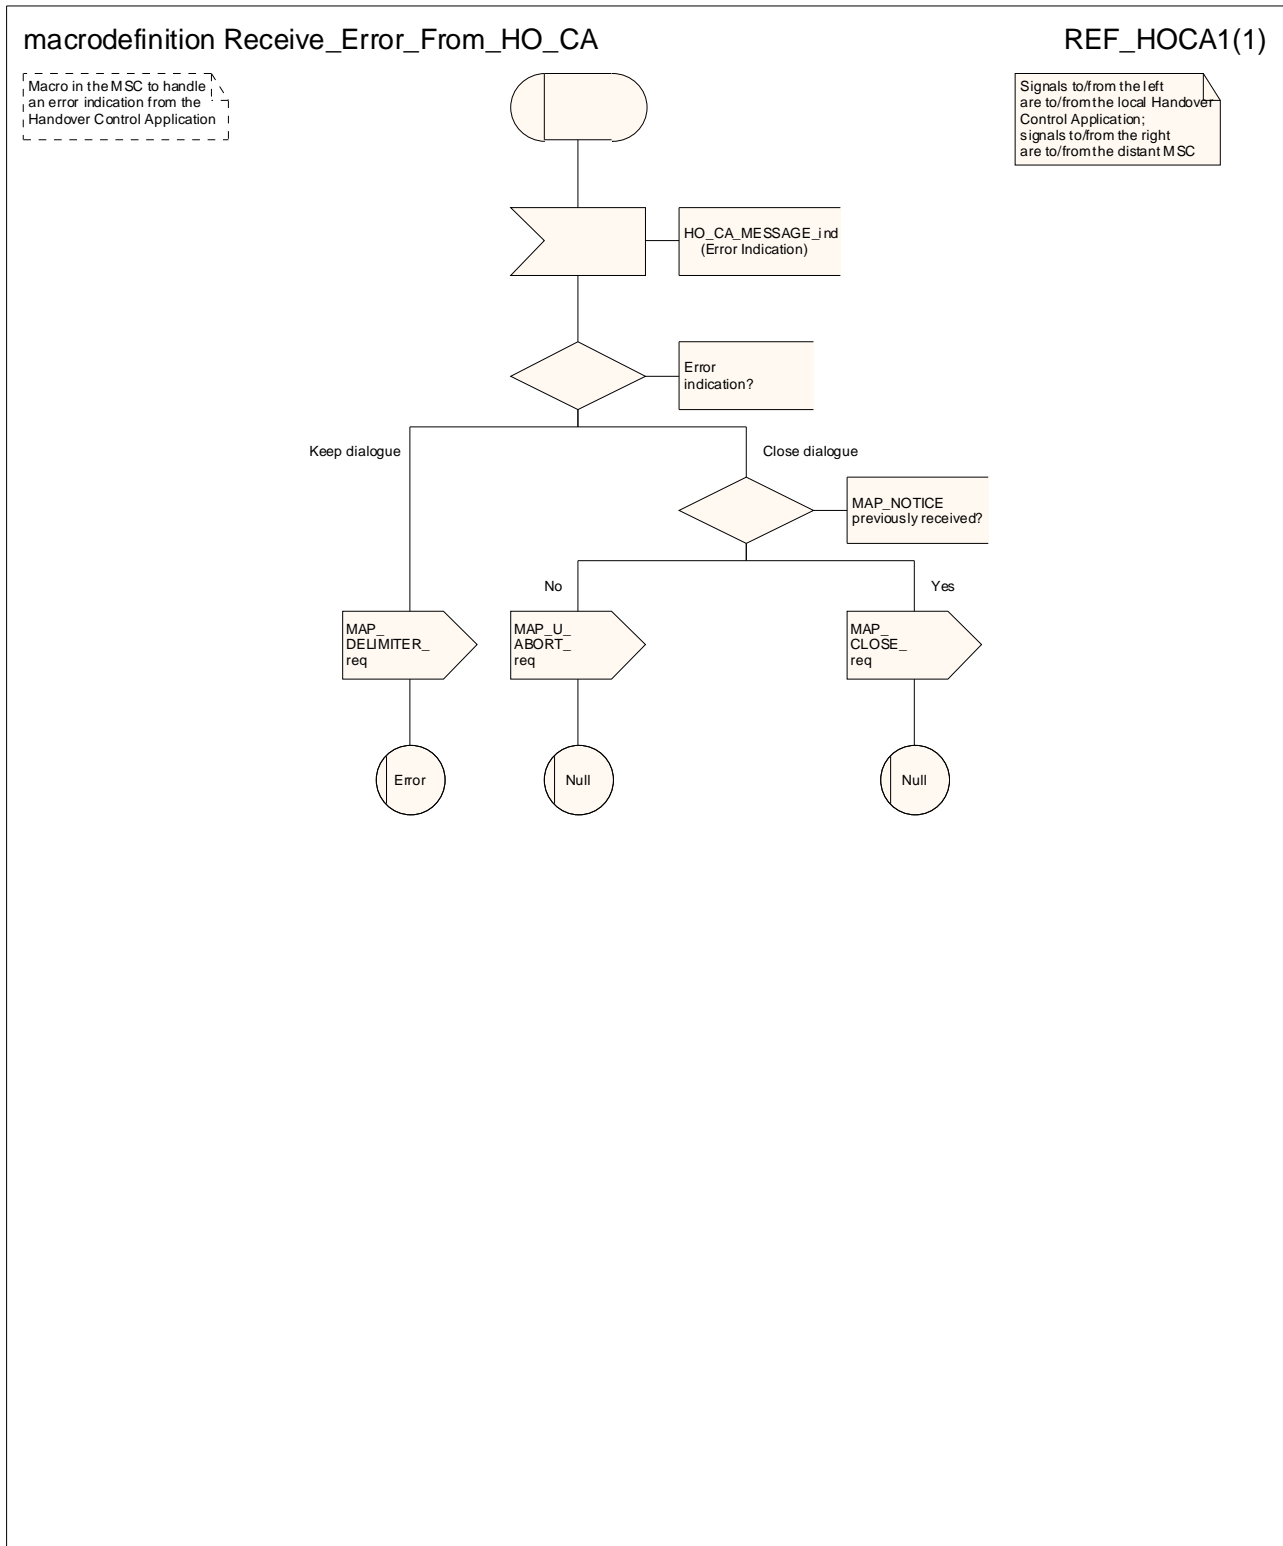 macrodefinition Receive_Error_From_HO_CA
REF_HOCA1(1)
Macro in the MSC to handle
an error indication from the
Handover Control Application
Signals to/from the left
are to/from the local Handover
Control Application;
signals to/from the right
are to/from the distant MSC
HO_CA_MESSAGE_ind
(Error Indication)
Error
indication?
Keep dialogue
Close dialogue
MAP_NOTICE
previously received?
No
Yes
MAP_
DELIMITER_
req
MAP_U_
ABORT_
req
MAP_
CLOSE_
req
Error
Null
Null